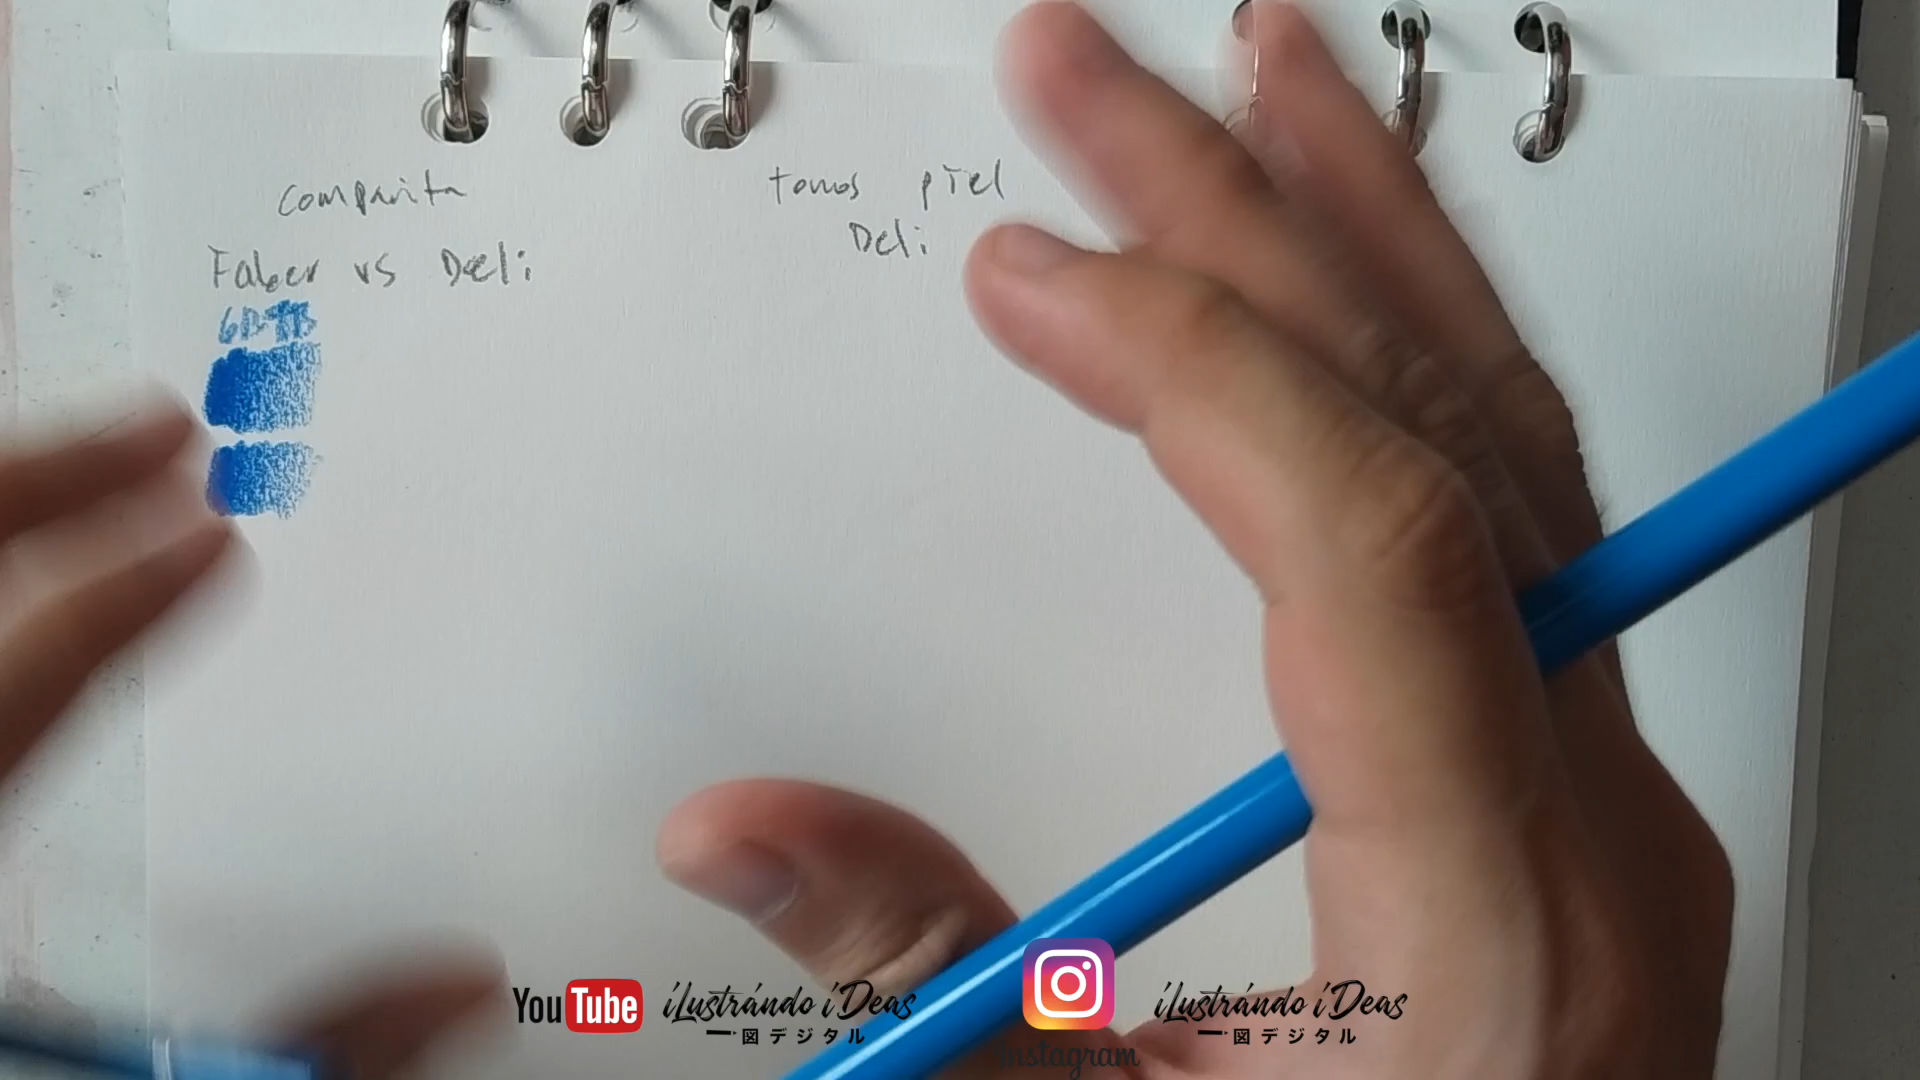 comparita
Faber vs Deli
tonos piel
Deli
YouTube
iLustrándo iDeas
図デジタル
iLustrándo iDeas
図デジタル
Instagram